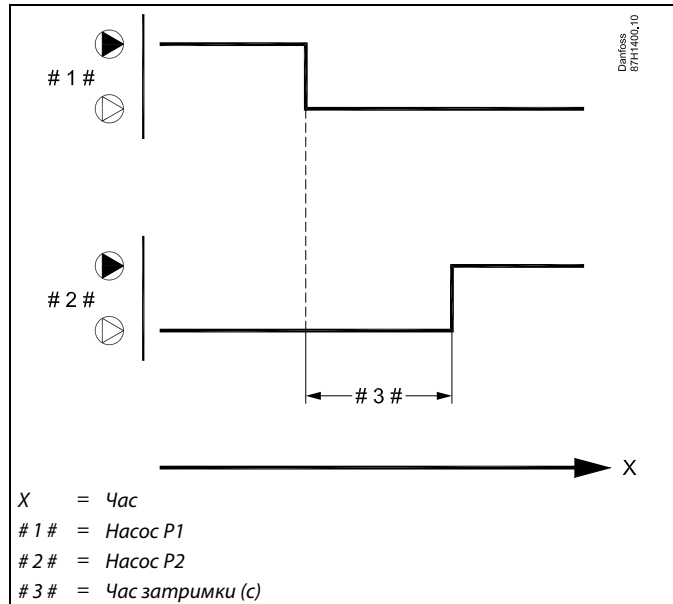 Danfoss
87H1400.10
# 1 #
# 2 #
# 3 #
X
X = Час
# 1 # = Насос P1
# 2 # = Насос P2
# 3 # = Час затримки (с)